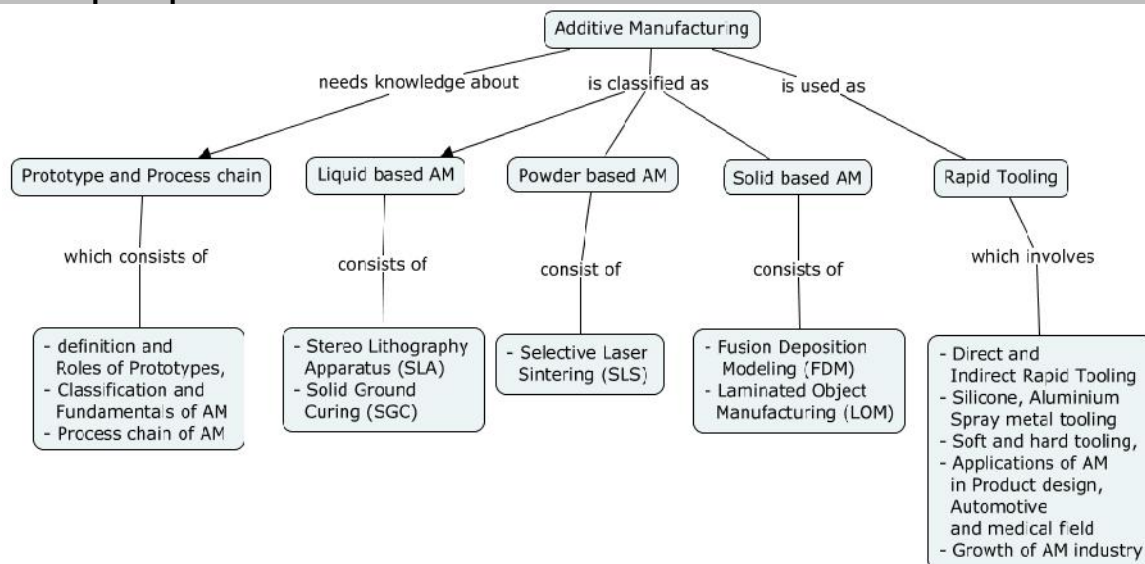 Additive Manufacturing
needs knowledge about
is classified as
is used as
Prototype and Process chain
Liquid based AM
Powder based AM
Solid based AM
Rapid Tooling
which consists of
consists of
consist of
consists of
which involves
- definition and
Roles of Prototypes,
- Classification and
Fundamentals of AM
- Process chain of AM
- Stereo Lithography
Apparatus (SLA)
- Solid Ground
Curing (SGC)
- Selective Laser
Sintering (SLS)
- Fusion Deposition
Modeling (FDM)
- Laminated Object
Manufacturing (LOM)
- Direct and
Indirect Rapid Tooling
- Silicone, Aluminium
Spray metal tooling
- Soft and hard tooling,
- Applications of AM
in Product design,
Automotive
and medical field
- Growth of AM industry